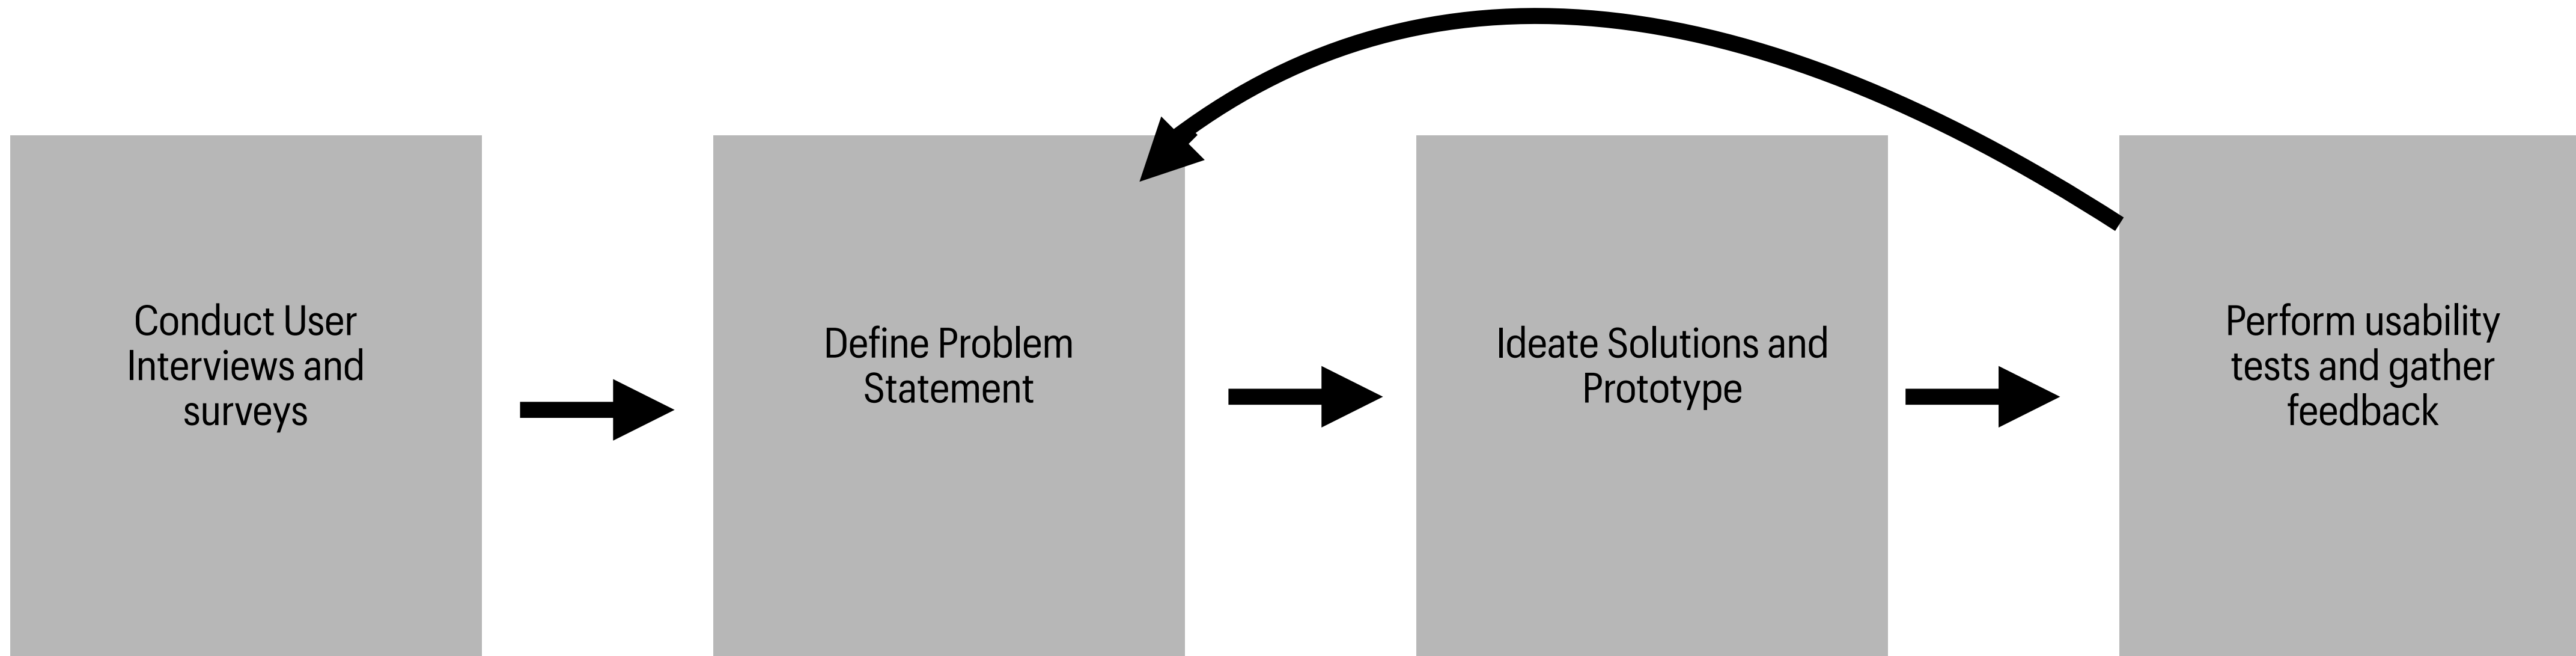 Conduct User
Interviews and
surveys
Define Problem
Statement
Ideate Solutions and
Prototype
Perform usability
tests and gather
feedback